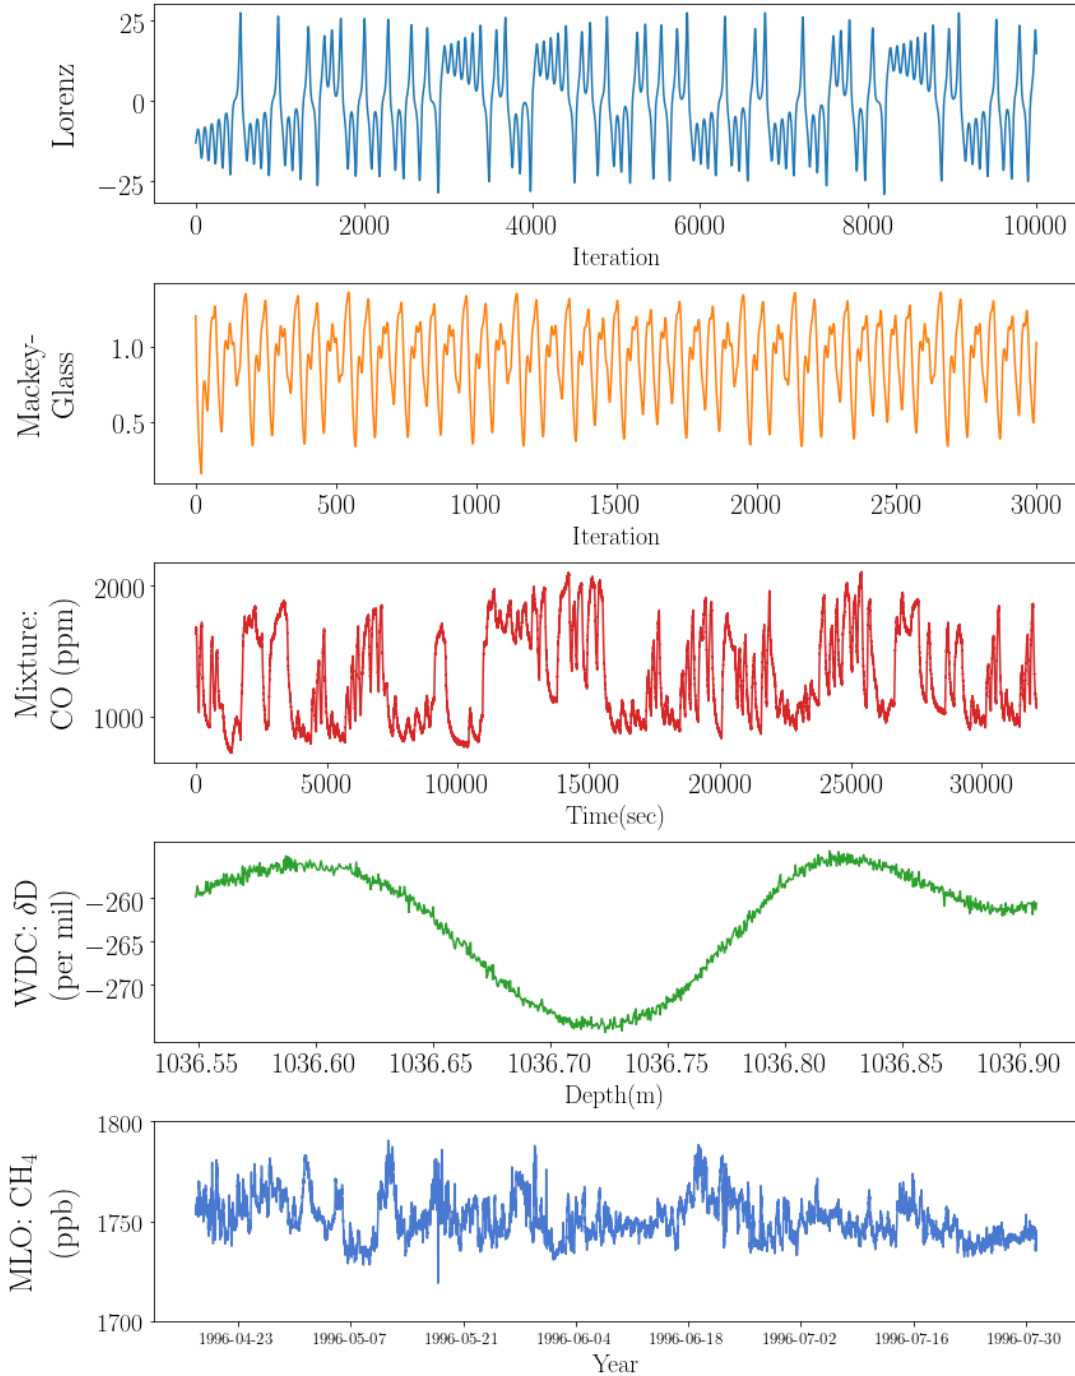 Lorenz
25
0
−25
0 2000 4000 6000 8000 10000
Iteration
Mackey-
Glass
1.0
0.5
0 500 1000 1500 2000 2500 3000
Iteration
Mixture:
CO (ppm)
2000
1000
0 5000 10000 15000 20000 25000 30000
Time(sec)
WDC: δD
(per mil)
−260
−265
−270
1036.55 1036.60 1036.65 1036.70 1036.75 1036.80 1036.85 1036.90
Depth(m)
MLO: CH₄
(ppb)
1800
1750
1700
1996-04-23 1996-05-07 1996-05-21 1996-06-04 1996-06-18 1996-07-02 1996-07-16 1996-07-30
Year